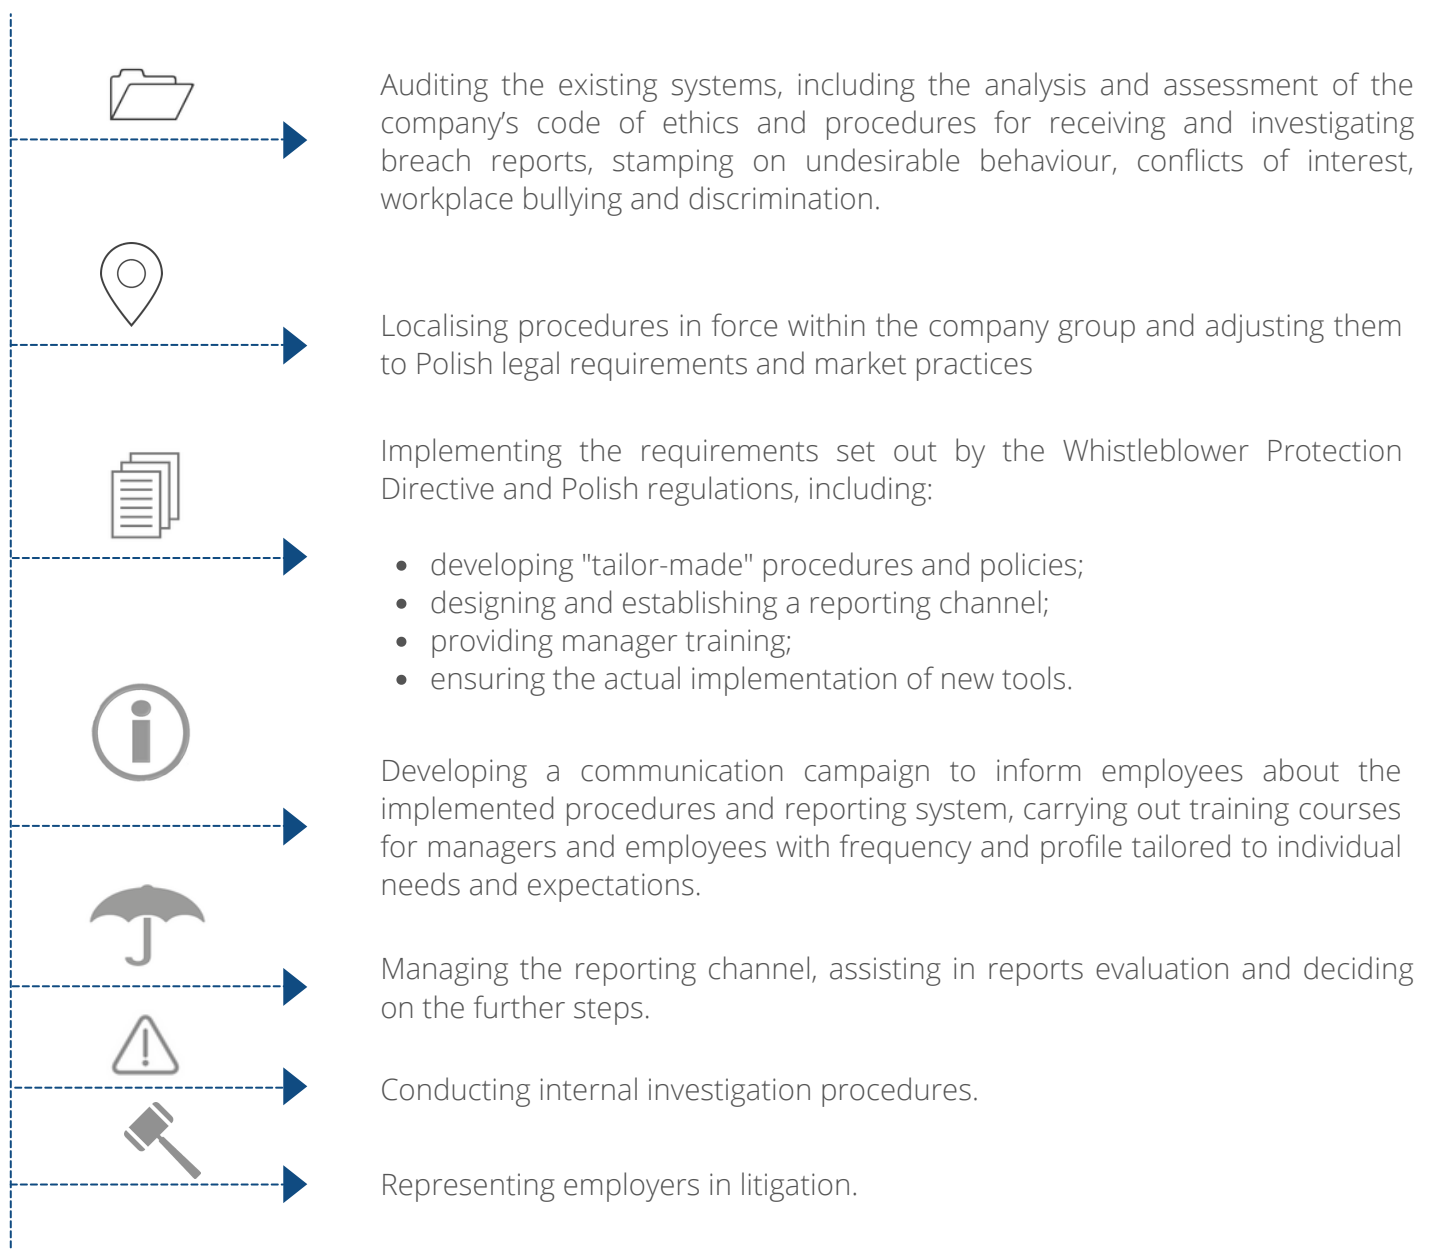 Auditing the existing systems, including the analysis and assessment of the
company’s code of ethics and procedures for receiving and investigating
breach reports, stamping on undesirable behaviour, conflicts of interest,
workplace bullying and discrimination.
Localising procedures in force within the company group and adjusting them
to Polish legal requirements and market practices
Implementing the requirements set out by the Whistleblower Protection
Directive and Polish regulations, including:
• developing "tailor-made" procedures and policies;
• designing and establishing a reporting channel;
• providing manager training;
• ensuring the actual implementation of new tools.
Developing a communication campaign to inform employees about the
implemented procedures and reporting system, carrying out training courses
for managers and employees with frequency and profile tailored to individual
needs and expectations.
Managing the reporting channel, assisting in reports evaluation and deciding
on the further steps.
Conducting internal investigation procedures.
Representing employers in litigation.